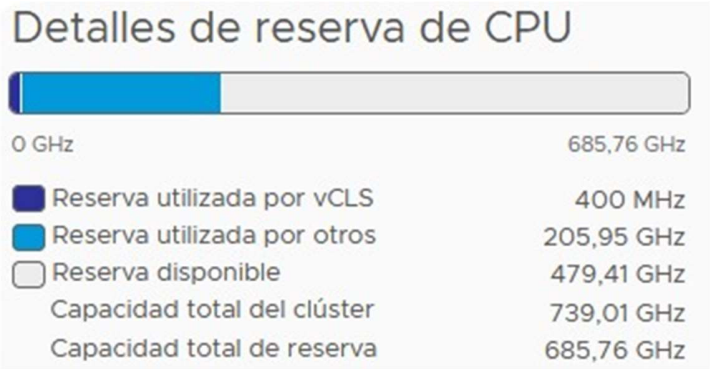 Detalles de reserva de CPU
0 GHz 685,76 GHz
Reserva utilizada por vCLS 400 MHz
Reserva utilizada por otros 205,95 GHz
Reserva disponible 479,41 GHz
Capacidad total del clúster 739,01 GHz
Capacidad total de reserva 685,76 GHz